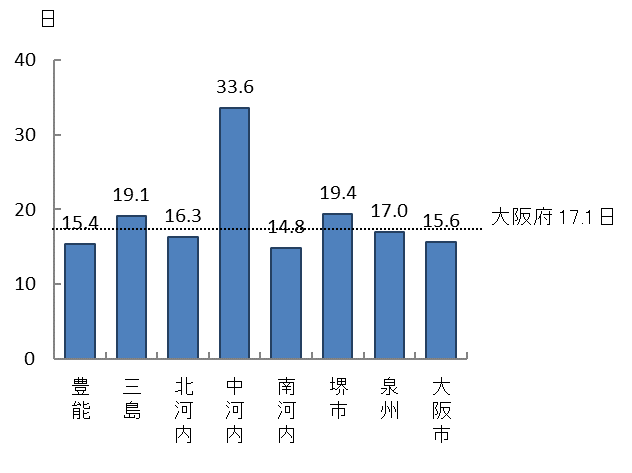 日
40
30
20
10
0
15.4
19.1
16.3
33.6
14.8
19.4
17.0
15.6
大阪府 17.1 日
豊能
三島
北河内
中河内
南河内
堺市
泉州
大阪市